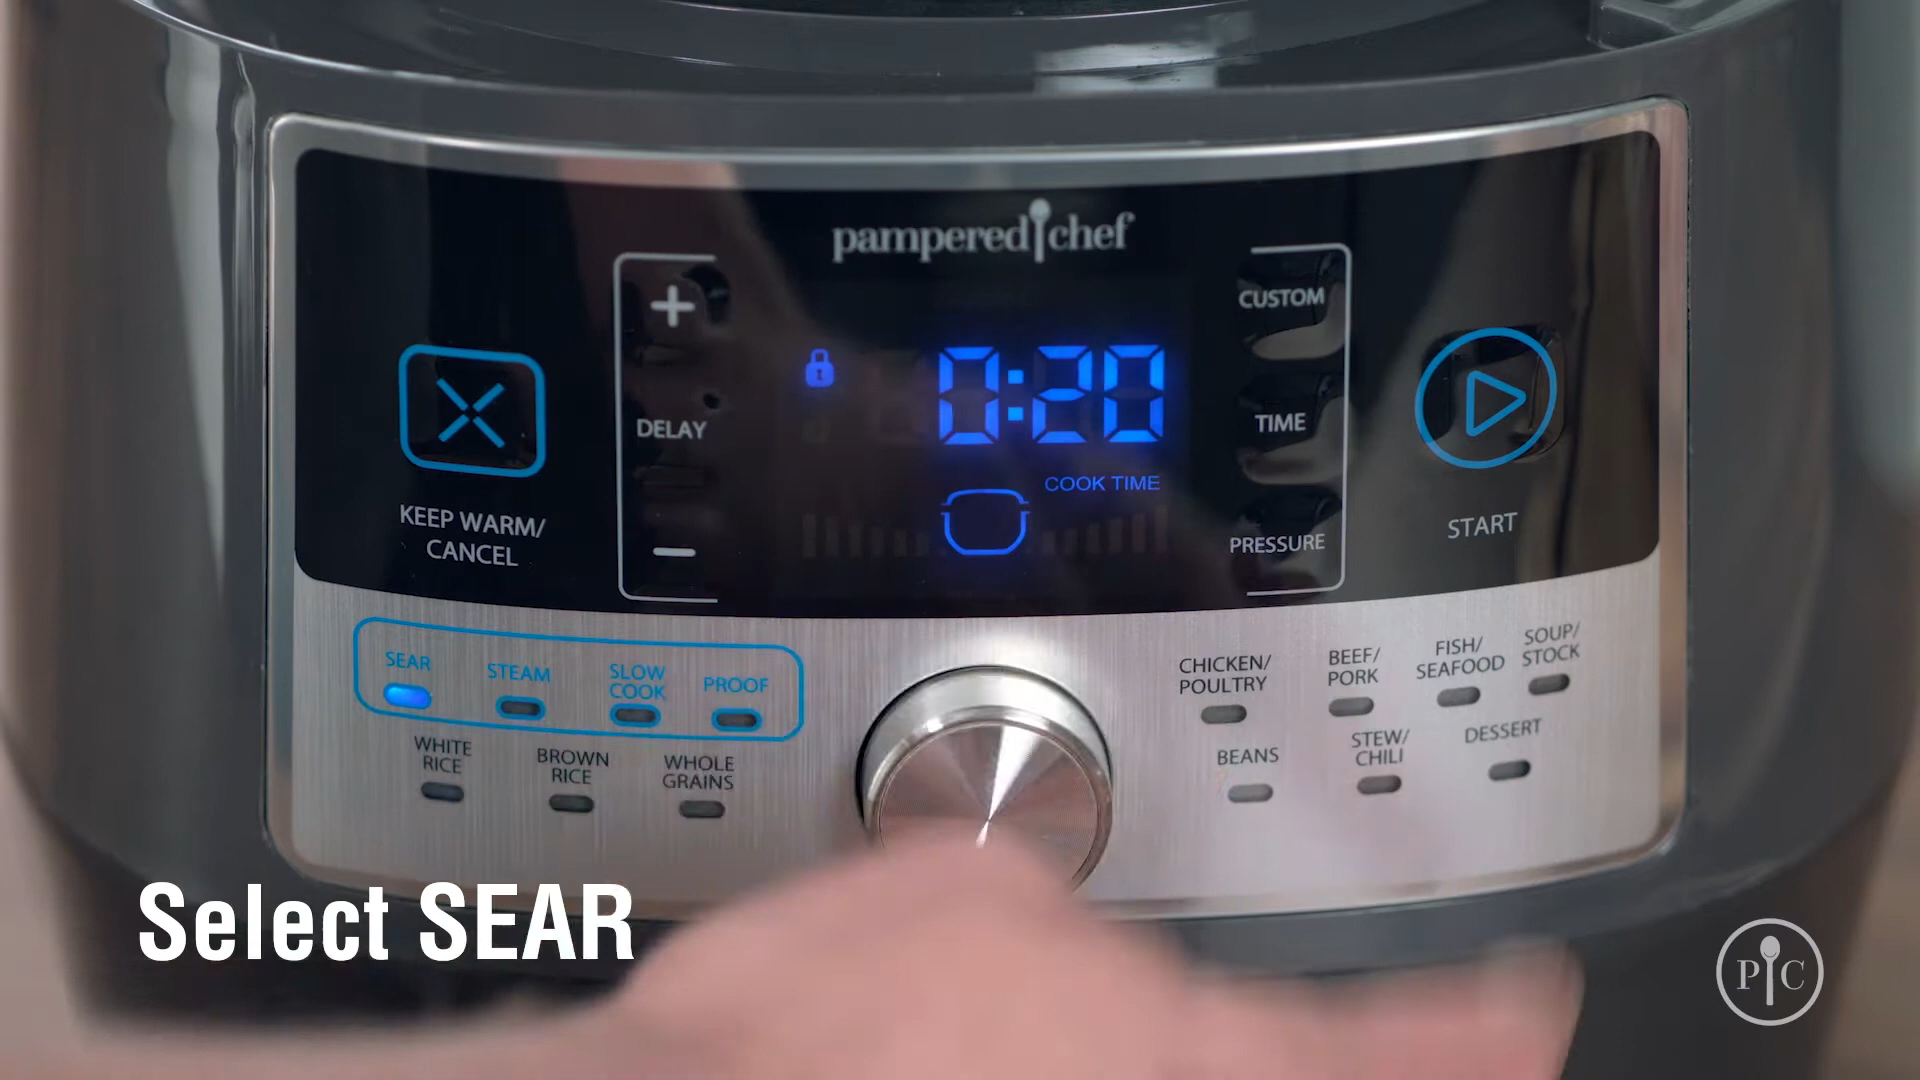 pampered chef
+
CUSTOM
0:20
DELAY
TIME
COOK TIME
KEEP WARM/
CANCEL
−
PRESSURE
START
SEAR
STEAM
SLOW
COOK
PROOF
WHITE
RICE
BROWN
RICE
WHOLE
GRAINS
CHICKEN/
POULTRY
BEEF/
PORK
FISH/
SEAFOOD
SOUP/
STOCK
BEANS
STEW/
CHILI
DESSERT
Select SEAR
PC